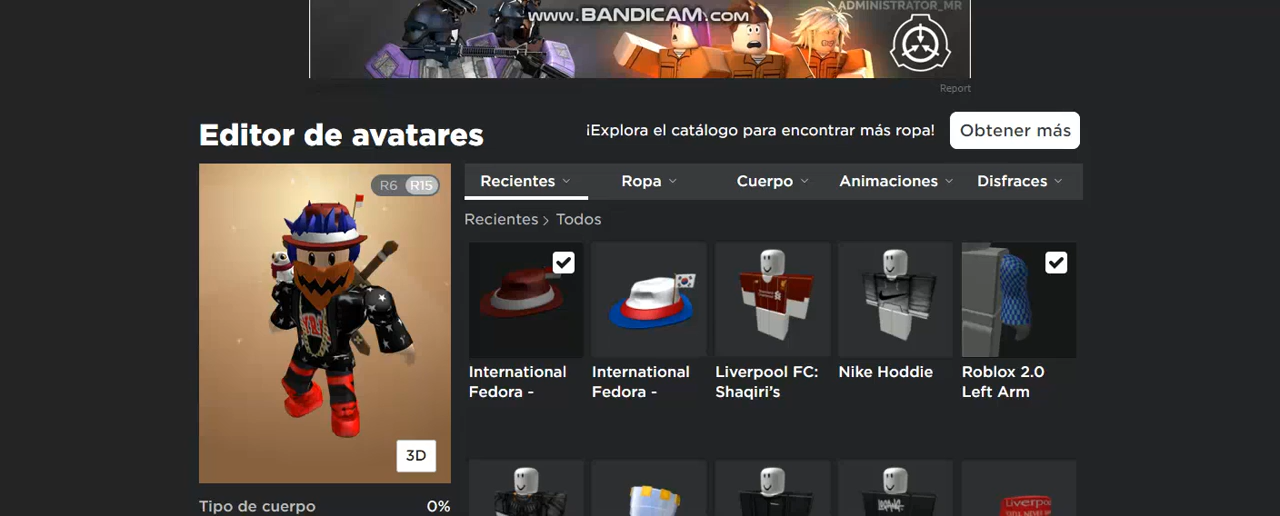 www.BANDICAM.com
ADMINISTRATOR_MR
Report
Editor de avatares
¡Explora el catálogo para encontrar más ropa!
Obtener más
R6 R15
Recientes
Ropa
Cuerpo
Animaciones
Disfraces
Recientes > Todos
International
Fedora -
International
Fedora -
Liverpool FC:
Shaqiri's
Nike Hoddie
Roblox 2.0
Left Arm
3D
Tipo de cuerpo
0%